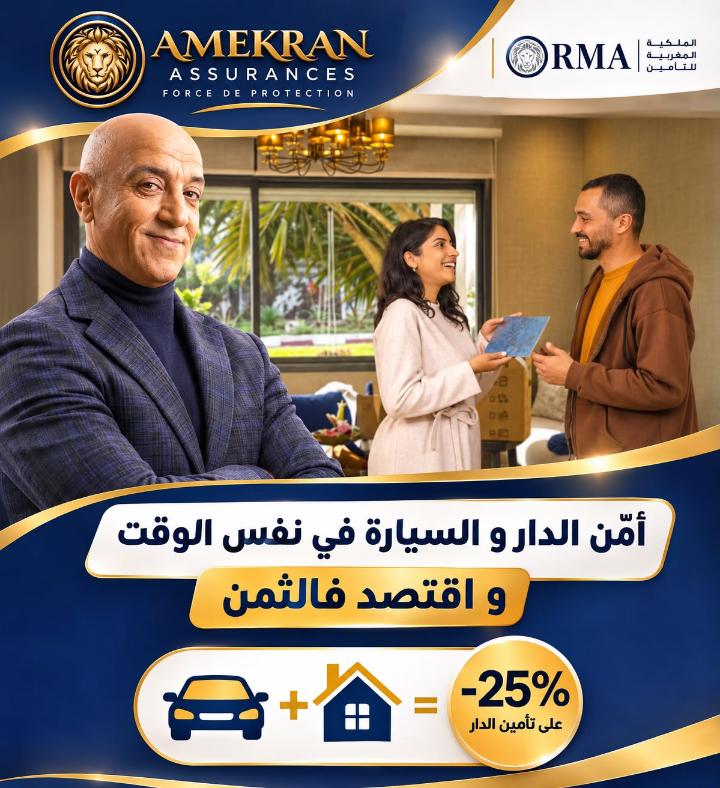 AMEKRAN
ASSURANCES
FORCE DE PROTECTION
RMA
الملكية
المغربية
للتأمين
أمّن الدار و السيارة في نفس الوقت
و اقتصد فالثمن
+
=
-25%
على تأمين الدار